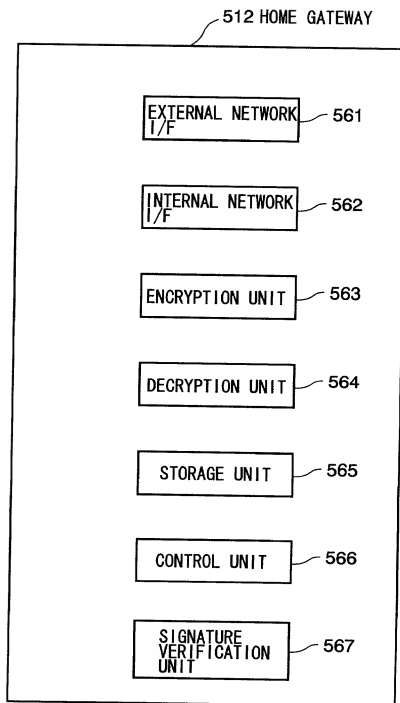 512 HOME GATEWAY
EXTERNAL NETWORK
I/F
561
INTERNAL NETWORK
I/F
562
ENCRYPTION UNIT
563
DECRYPTION UNIT
564
STORAGE UNIT
565
CONTROL UNIT
566
SIGNATURE
VERIFICATION
UNIT
567